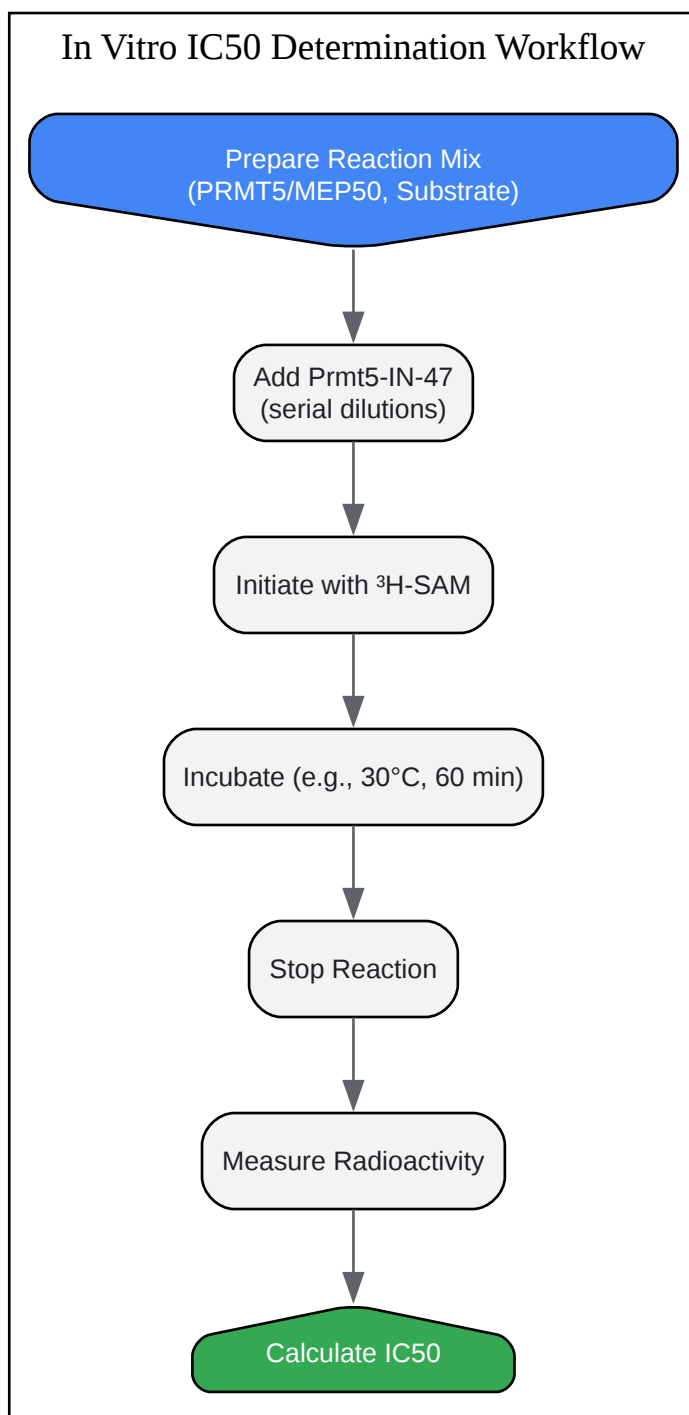 In Vitro IC50 Determination Workflow
Prepare Reaction Mix
(PRMT5/MEP50, Substrate)
Add Prmt5-IN-47
(serial dilutions)
Initiate with ³H-SAM
Incubate (e.g., 30°C, 60 min)
Stop Reaction
Measure Radioactivity
Calculate IC50